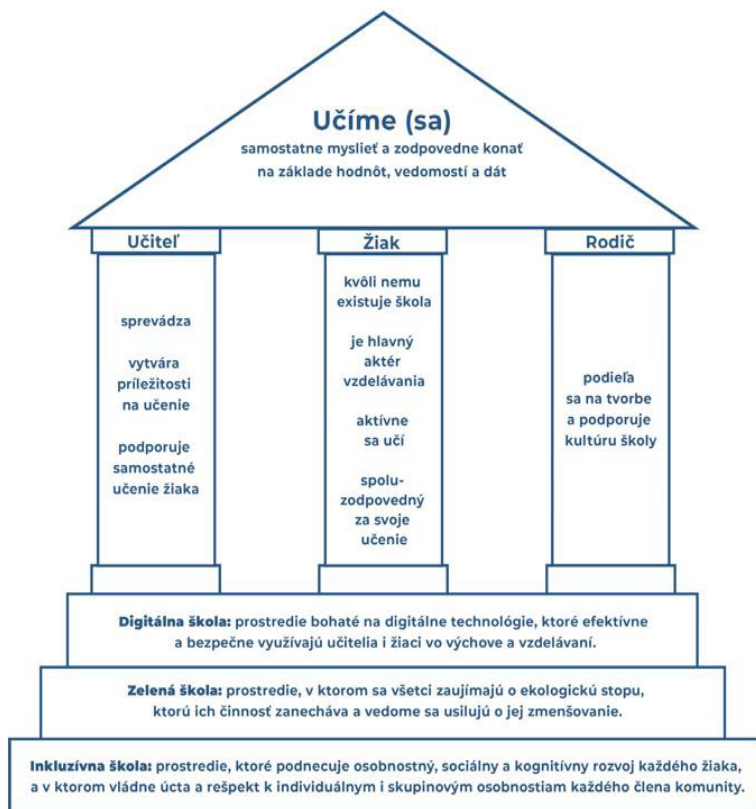 Učíme (sa)
samostatne myslieť a zodpovedne konať
na základe hodnôt, vedomostí a dát
Učiteľ
sprevádza
vytvára
príležitosti
na učenie
podporuje
samostatné
učenie žiaka
Žiak
kvôli nemu
existuje škola
je hlavný
aktér
vzdelávania
aktívne
sa učí
spolu-
zodpovedný
za svoje
učenie
Rodič
podieľa
sa na tvorbe
a podporuje
kultúru školy
Digitálna škola: prostredie bohaté na digitálne technológie, ktoré efektívne
a bezpečne využívajú učitelia i žiaci vo výchove a vzdelávaní.
Zelená škola: prostredie, v ktorom sa všetci zaujímajú o ekologickú stopu,
ktorú ich činnosť zanecháva a vedome sa usilujú o jej zmenšovanie.
Inkluzívna škola: prostredie, ktoré podnecuje osobnostný, sociálny a kognitívny rozvoj každého žiaka,
a v ktorom vládne úcta a rešpekt k individuálnym i skupinovým osobnostiam každého člena komunity.